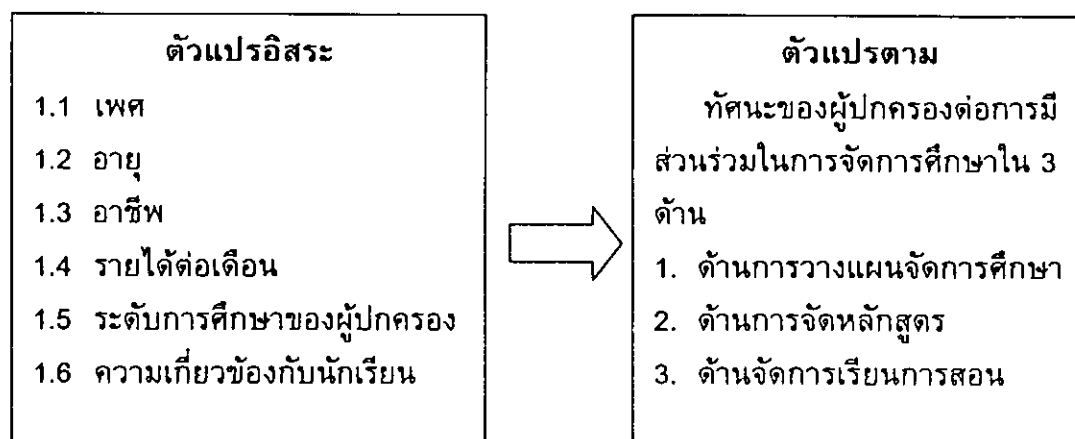 ตัวแปรอิสระ
1.1 เพศ
1.2 อายุ
1.3 อาชีพ
1.4 รายได้ต่อเดือน
1.5 ระดับการศึกษาของผู้ปกครอง
1.6 ความเกี่ยวข้องกับนักเรียน
ตัวแปรตาม
ทัศนะของผู้ปกครองต่อการมี
ส่วนร่วมในการจัดการศึกษาใน 3
ด้าน
1. ด้านการวางแผนจัดการศึกษา
2. ด้านการจัดหลักสูตร
3. ด้านจัดการเรียนการสอน